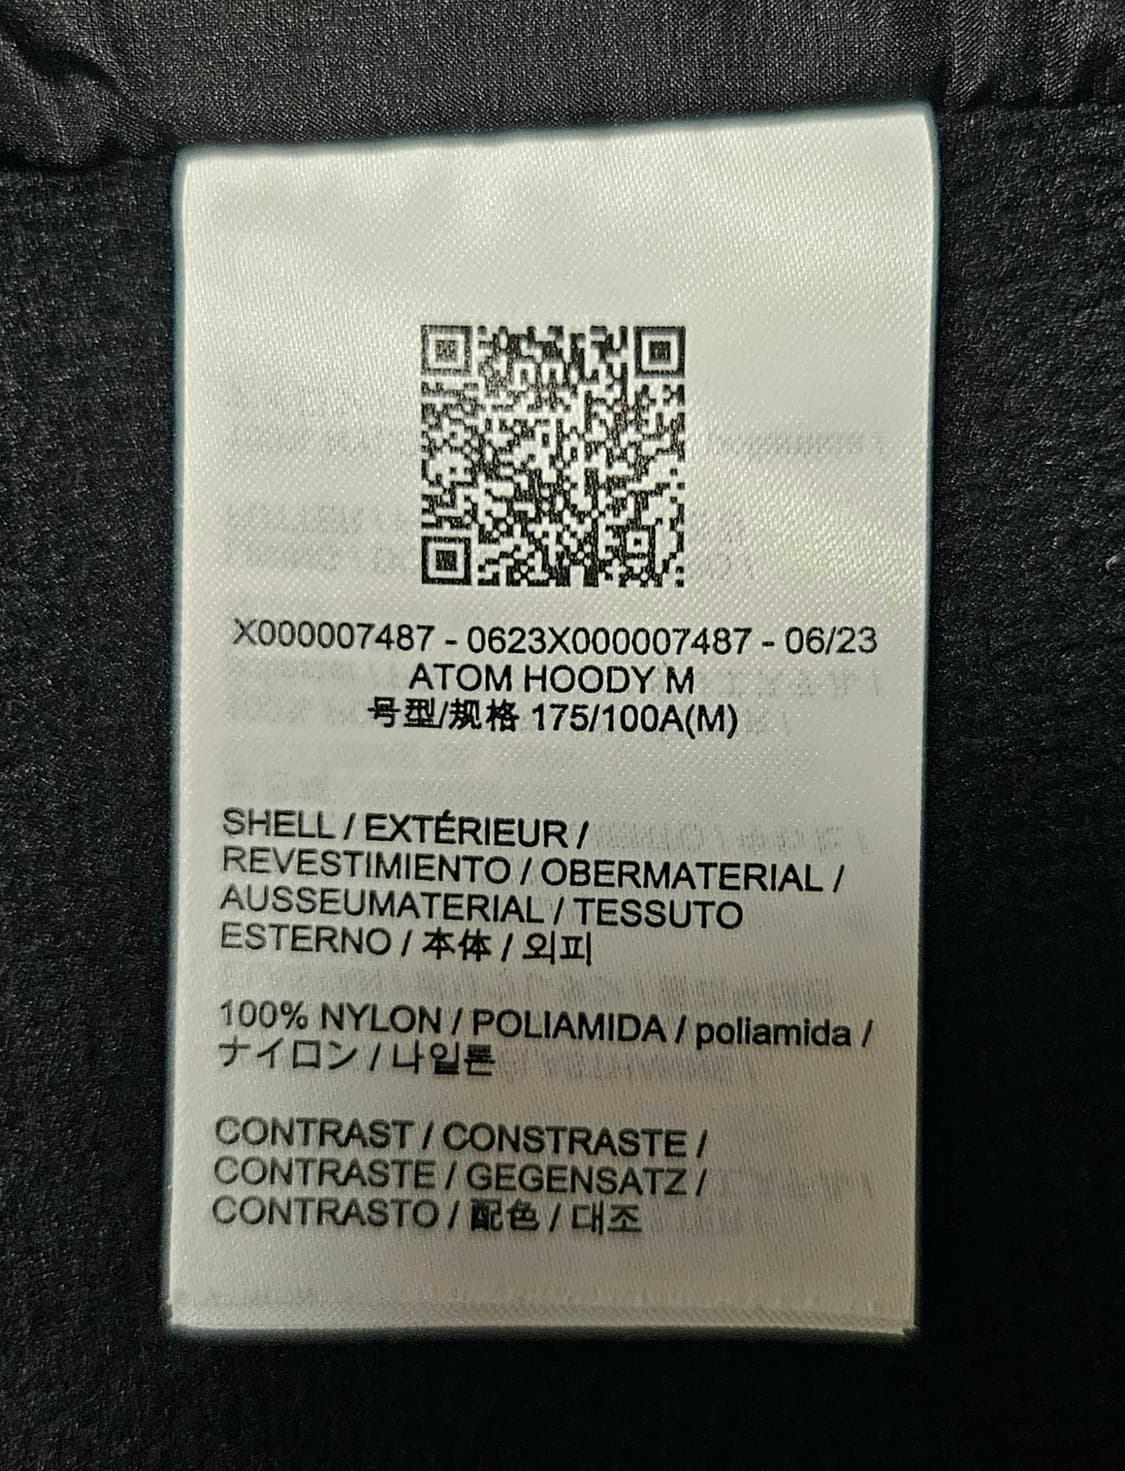 X000007487 - 0623X000007487 - 06/23
ATOM HOODY M
号型/规格 175/100A(M)
SHELL / EXTÉRIEUR /
REVESTIMIENTO / OBERMATERIAL /
AUSSEUMATERIAL / TESSUTO
ESTERNO / 本体 / 외피
100% NYLON / POLIAMIDA / poliamida /
ナイロン / 나일론
CONTRAST / CONSTRASTE /
CONTRASTE / GEGENSATZ /
CONTRASTO / 配色 / 대조